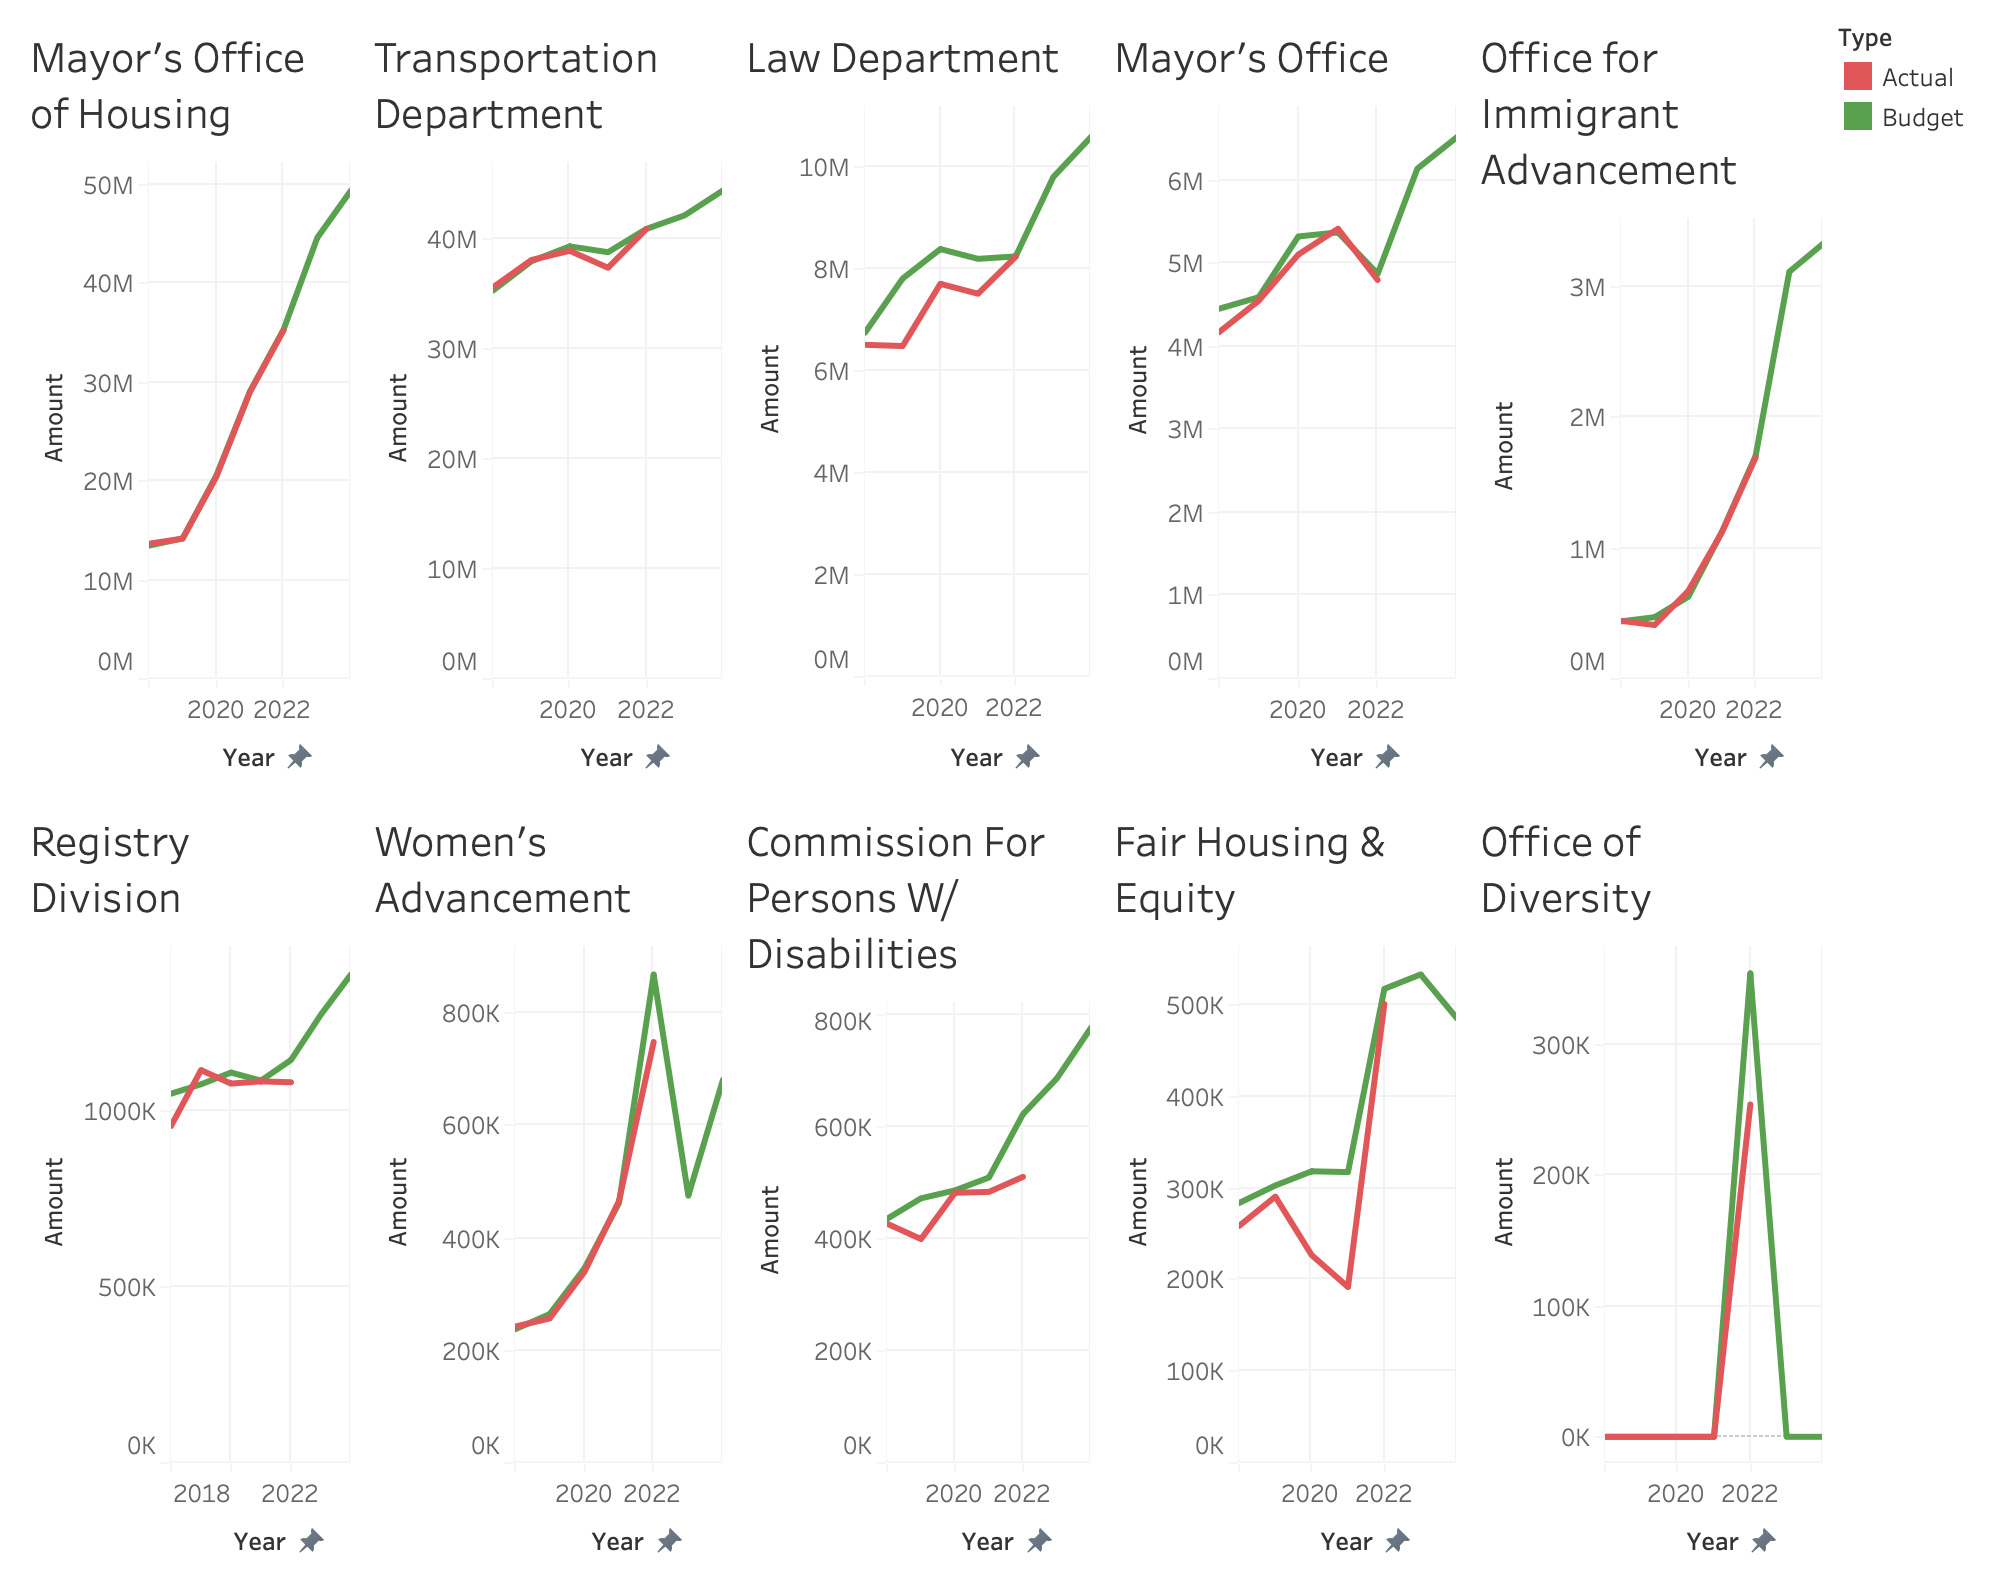 Mayor's Office
of Housing
50M
40M
30M
20M
10M
0M
Amount
2020 2022
Year
Transportation
Department
40M
30M
20M
10M
0M
Amount
2020 2022
Year
Law Department
10M
8M
6M
4M
2M
0M
Amount
2020 2022
Year
Mayor's Office
6M
5M
4M
3M
2M
1M
0M
Amount
2020 2022
Year
Office for
Immigrant
Advancement
3M
2M
1M
0M
Amount
2020 2022
Year
Type
Actual
Budget
Registry
Division
1000K
500K
0K
Amount
2018 2022
Year
Women's
Advancement
800K
600K
400K
200K
0K
Amount
2020 2022
Year
Commission For
Persons W/
Disabilities
800K
600K
400K
200K
0K
Amount
2020 2022
Year
Fair Housing &
Equity
500K
400K
300K
200K
100K
0K
Amount
2020 2022
Year
Office of
Diversity
300K
200K
100K
0K
Amount
2020 2022
Year